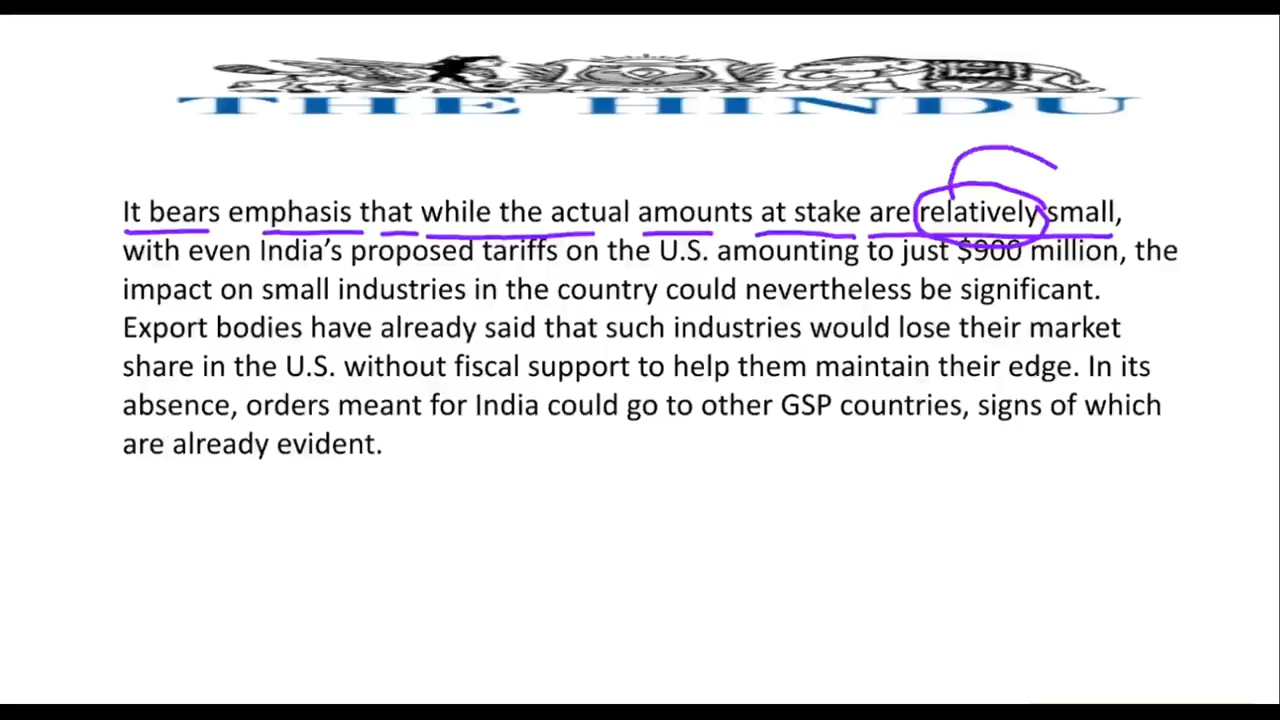 THE HINDU
It bears emphasis that while the actual amounts at stake are relatively small,
with even India’s proposed tariffs on the U.S. amounting to just $900 million, the
impact on small industries in the country could nevertheless be significant.
Export bodies have already said that such industries would lose their market
share in the U.S. without fiscal support to help them maintain their edge. In its
absence, orders meant for India could go to other GSP countries, signs of which
are already evident.